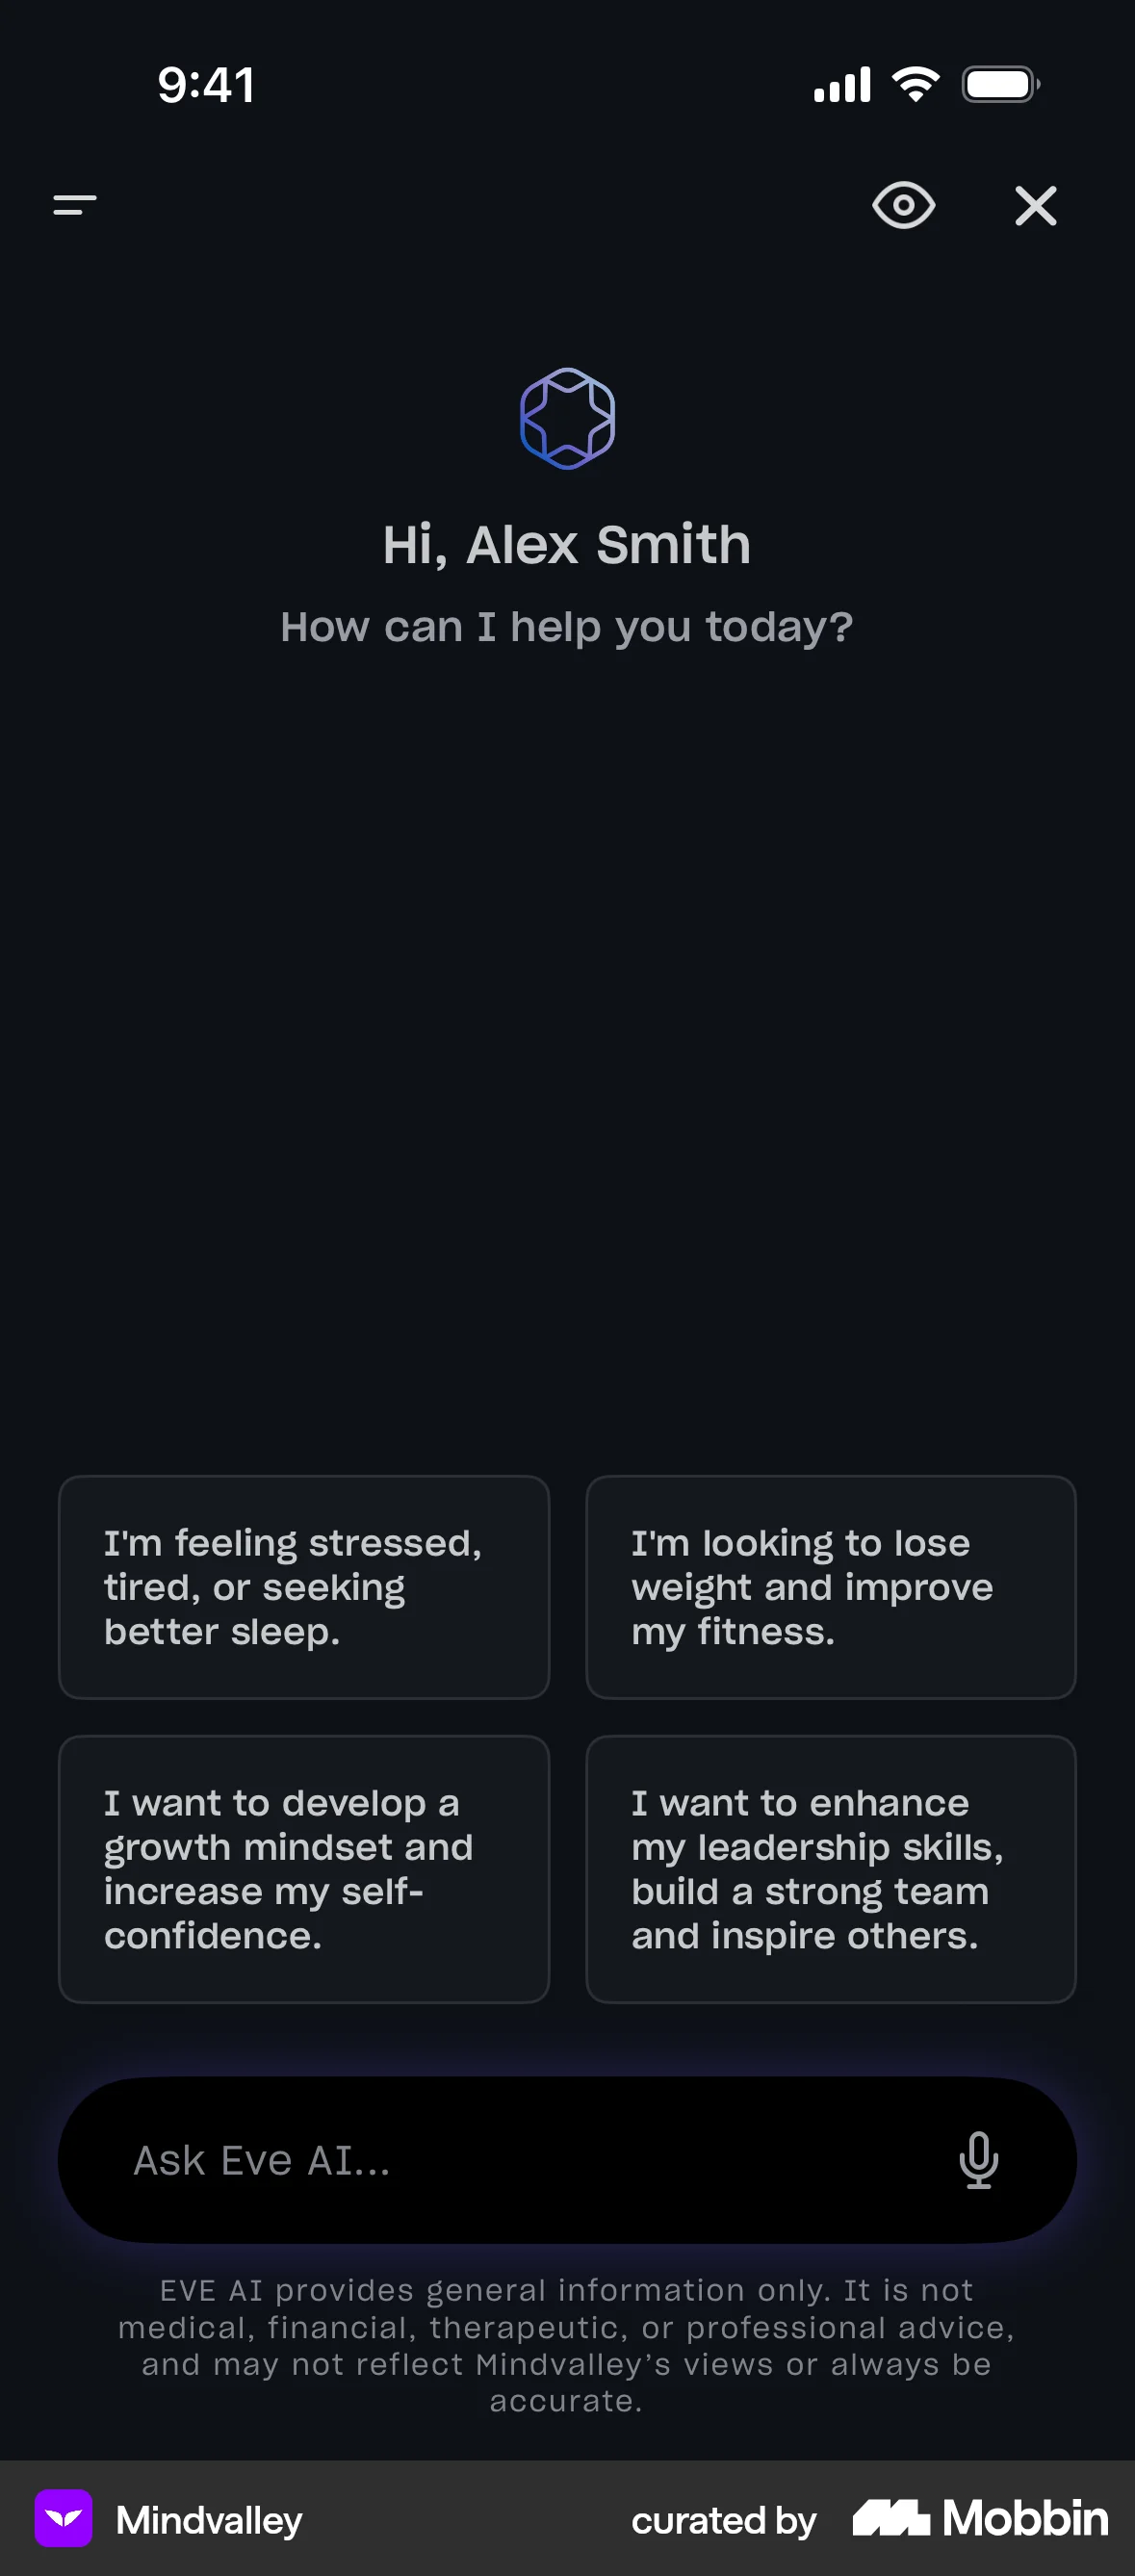 9:41
Hi, Alex Smith
How can I help you today?
I'm feeling stressed,
tired, or seeking
better sleep.
I'm looking to lose
weight and improve
my fitness.
I want to develop a
growth mindset and
increase my self-
confidence.
I want to enhance
my leadership skills,
build a strong team
and inspire others.
Ask Eve AI...
EVE AI provides general information only. It is not
medical, financial, therapeutic, or professional advice,
and may not reflect Mindvalley’s views or always be
accurate.
Mindvalley
curated by Mobbin